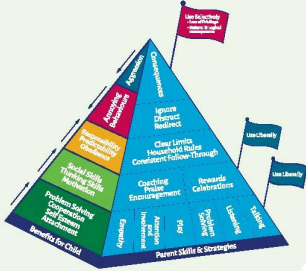 Use Selectively
Use Liberally
Use Liberally
Aggression
Consequences
Annoying
Behaviours
Ignore
Distract
Redirect
Responsibility
Predictability
Obedience
Clear Limits
Household Rules
Consistent Follow-Through
Social Skills
Thinking Skills
Motivation
Coaching
Praise
Encouragement
Rewards
Celebrations
Problem Solving
Cooperation
Self Esteem
Attachment
Empathy
Attention
and
Involvement
Play
Problem
Solving
Listening
Talking
Benefits for Child
Parent Skills & Strategies